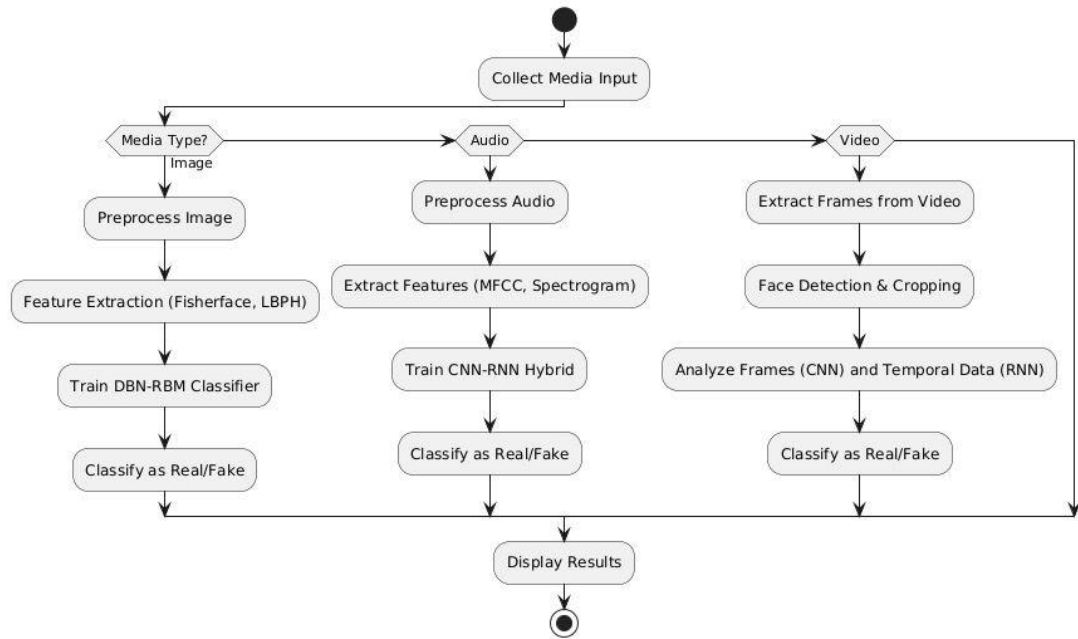 Collect Media Input
Media Type?
Image
Audio
Video
Preprocess Image
Preprocess Audio
Extract Frames from Video
Feature Extraction (Fisherface, LBPH)
Extract Features (MFCC, Spectrogram)
Face Detection & Cropping
Train DBN-RBM Classifier
Train CNN-RNN Hybrid
Analyze Frames (CNN) and Temporal Data (RNN)
Classify as Real/Fake
Classify as Real/Fake
Classify as Real/Fake
Display Results